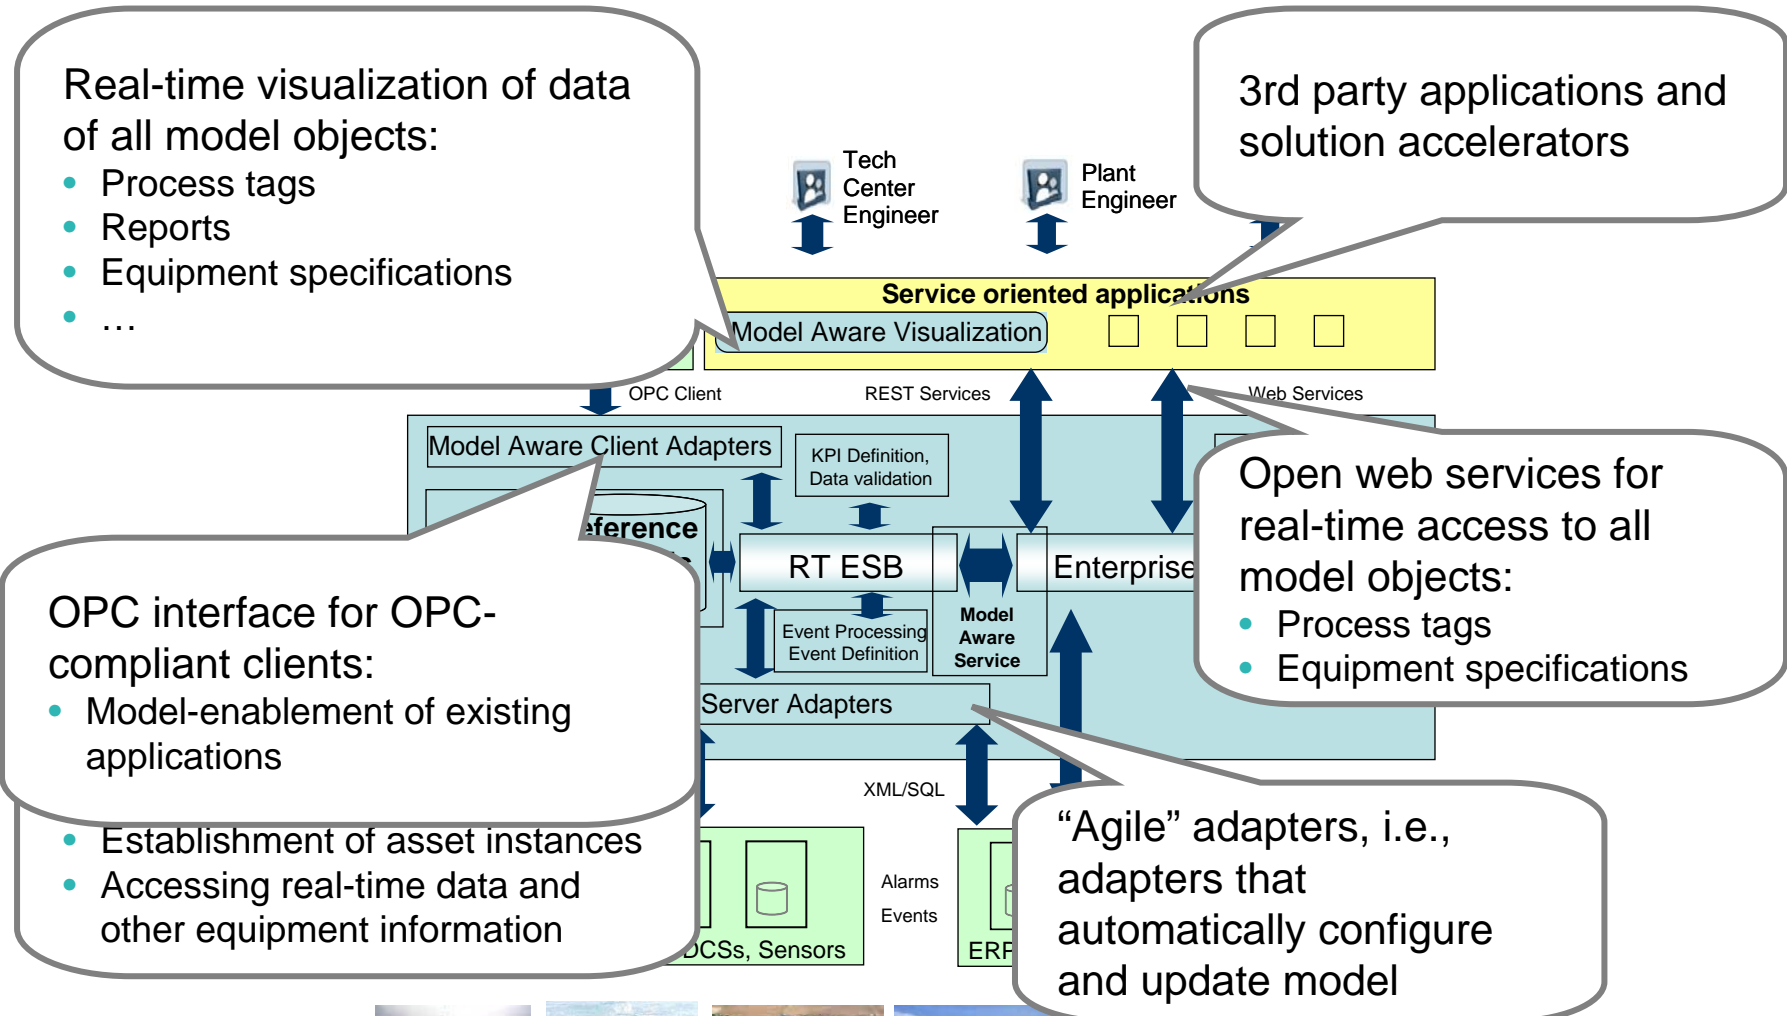 Real-time visualization of data
of all model objects:
• Process tags
• Reports
• Equipment specifications
• …
3rd party applications and
solution accelerators
Tech
Center
Engineer
Plant
Engineer
Service oriented applications
Model Aware Visualization
OPC Client
REST Services
Web Services
Model Aware Client Adapters
KPI Definition,
Data validation
RT ESB
Enterprise
Model
Aware
Service
Event Processing
Event Definition
Server Adapters
Open web services for
real-time access to all
model objects:
• Process tags
• Equipment specifications
OPC interface for OPC-
compliant clients:
• Model-enablement of existing
applications
• Establishment of asset instances
• Accessing real-time data and
other equipment information
XML/SQL
Alarms
Events
DCSs, Sensors
ERP
“Agile” adapters, i.e.,
adapters that
automatically configure
and update model